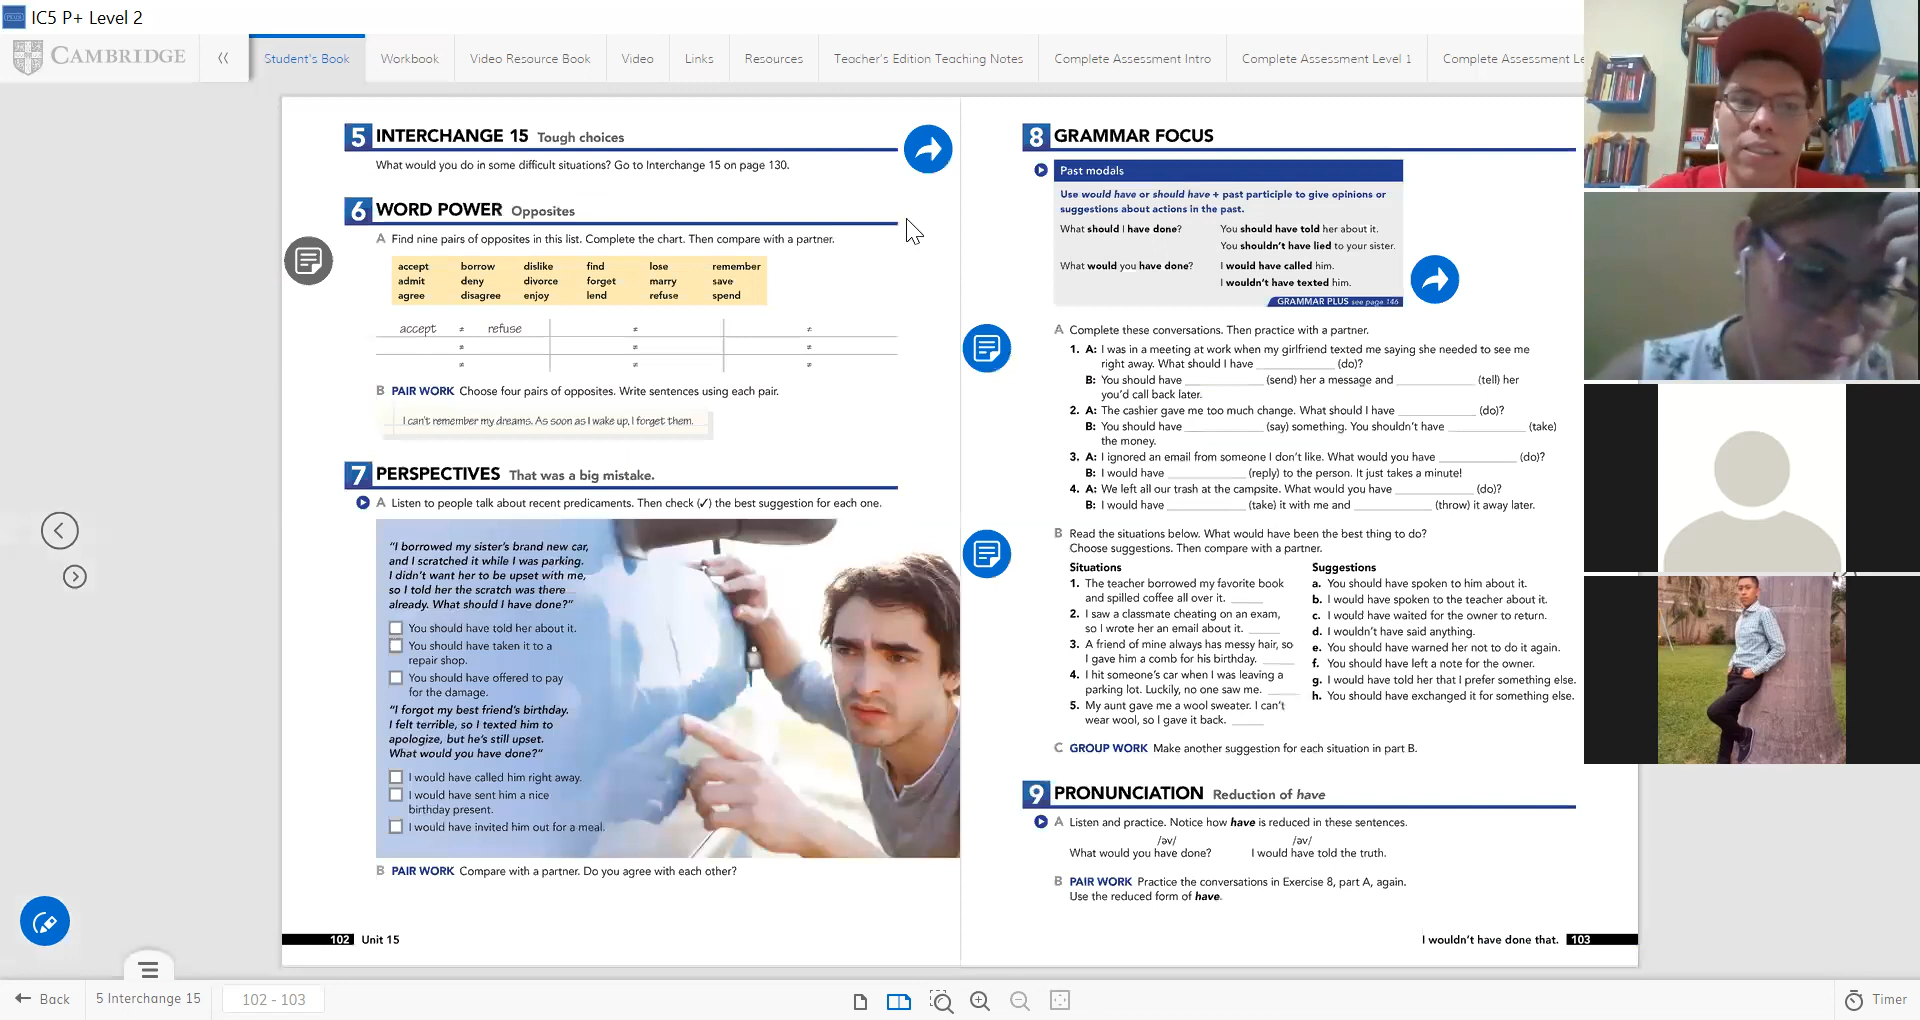 IC5 P+ Level 2
CAMBRIDGE
Student's Book
Workbook
Video Resource Book
Video
Links
Resources
Teacher's Edition Teaching Notes
Complete Assessment Intro
Complete Assessment Level 1
Complete Assessment Le
5 INTERCHANGE 15 Tough choices
What would you do in some difficult situations? Go to Interchange 15 on page 130.
6 WORD POWER Opposites
A Find nine pairs of opposites in this list. Complete the chart. Then compare with a partner.
accept borrow dislike find lose remember
admit deny divorce forget marry save
agree disagree enjoy lend refuse spend
accept ≠ refuse ≠ ≠
≠ ≠ ≠
≠ ≠ ≠
B PAIR WORK Choose four pairs of opposites. Write sentences using each pair.
I can't remember my dreams. As soon as I wake up, I forget them.
7 PERSPECTIVES That was a big mistake.
A Listen to people talk about recent predicaments. Then check (✓) the best suggestion for each one.
"I borrowed my sister's brand new car,
and I scratched it while I was parking.
I didn't want her to be upset with me,
so I told her the scratch was there
already. What should I have done?"
You should have told her about it.
You should have taken it to a
repair shop.
You should have offered to pay
for the damage.
"I forgot my best friend's birthday.
I felt terrible, so I texted him to
apologize, but he's still upset.
What would you have done?"
I would have called him right away.
I would have sent him a nice
birthday present.
I would have invited him out for a meal.
B PAIR WORK Compare with a partner. Do you agree with each other?
102 Unit 15
8 GRAMMAR FOCUS
Past modals
Use would have or should have + past participle to give opinions or
suggestions about actions in the past.
What should I have done? You should have told her about it.
You shouldn't have lied to your sister.
What would you have done? I would have called him.
I wouldn't have texted him.
GRAMMAR PLUS see page 146
A Complete these conversations. Then practice with a partner.
1. A: I was in a meeting at work when my girlfriend texted me saying she needed to see me
right away. What should I have ____________ (do)?
B: You should have ____________ (send) her a message and ____________ (tell) her
you'd call back later.
2. A: The cashier gave me too much change. What should I have ____________ (do)?
B: You should have ____________ (say) something. You shouldn't have ____________ (take)
the money.
3. A: I ignored an email from someone I don't like. What would you have ____________ (do)?
B: I would have ____________ (reply) to the person. It just takes a minute!
4. A: We left all our trash at the campsite. What would you have ____________ (do)?
B: I would have ____________ (take) it with me and ____________ (throw) it away later.
B Read the situations below. What would have been the best thing to do?
Choose suggestions. Then compare with a partner.
Situations
1. The teacher borrowed my favorite book
and spilled coffee all over it. _____
2. I saw a classmate cheating on an exam,
so I wrote her an email about it. _____
3. A friend of mine always has messy hair, so
I gave him a comb for his birthday. _____
4. I hit someone's car when I was leaving a
parking lot. Luckily, no one saw me. _____
5. My aunt gave me a wool sweater. I can't
wear wool, so I gave it back. _____
Suggestions
a. You should have spoken to him about it.
b. I would have spoken to the teacher about it.
c. I would have waited for the owner to return.
d. I wouldn't have said anything.
e. You should have warned her not to do it again.
f. You should have left a note for the owner.
g. I would have told her that I prefer something else.
h. You should have exchanged it for something else.
C GROUP WORK Make another suggestion for each situation in part B.
9 PRONUNCIATION Reduction of have
A Listen and practice. Notice how have is reduced in these sentences.
/əv/ /əv/
What would you have done? I would have told the truth.
B PAIR WORK Practice the conversations in Exercise 8, part A, again.
Use the reduced form of have.
I wouldn't have done that. 103
Back
5 Interchange 15
102 - 103
Timer